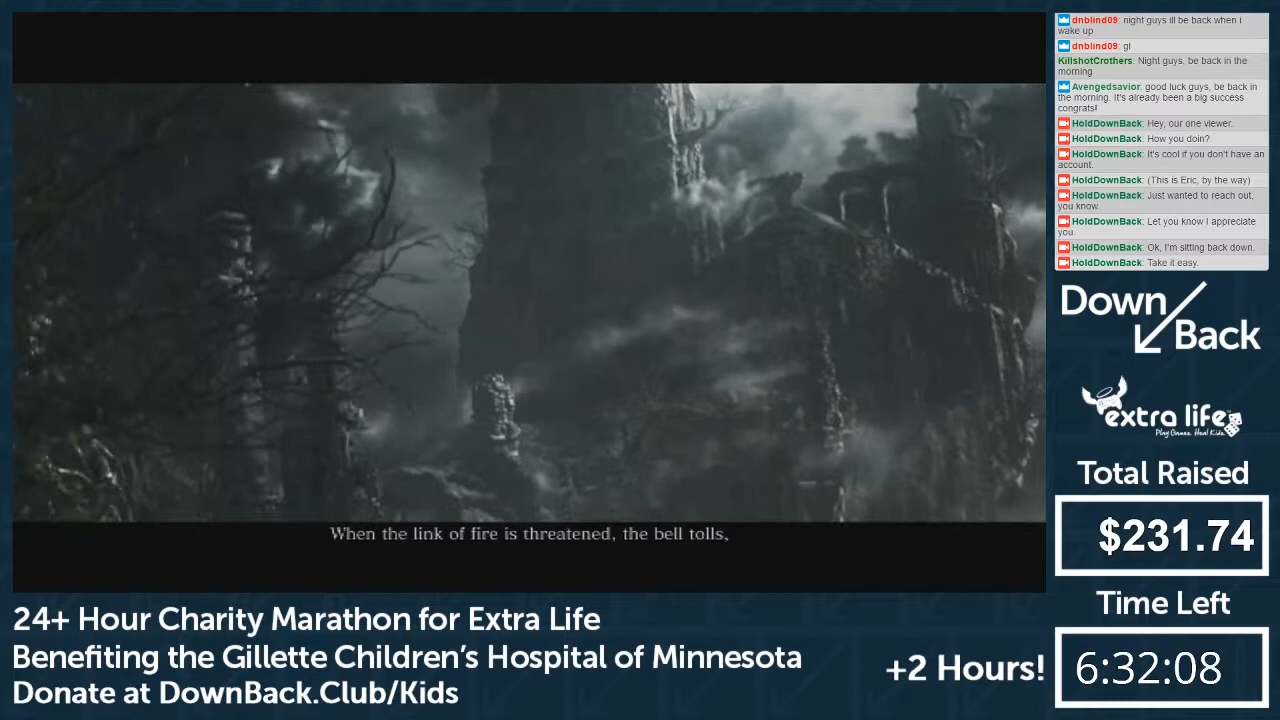 dnblind09: night guys ill be back when i
wake up
dnblind09: gl
KillshotCrothers: Night guys, be back in the
morning
Avengedsavior: good luck guys, be back in
the morning. It's already been a big success
congrats!
HoldDownBack: Hey, our one viewer.
HoldDownBack: How you doin?
HoldDownBack: It's cool if you don't have an
account.
HoldDownBack: (This is Eric, by the way)
HoldDownBack: Just wanted to reach out,
you know.
HoldDownBack: Let you know I appreciate
you.
HoldDownBack: Ok, I'm sitting back down.
HoldDownBack: Take it easy.
Down
Back
extra life
Play Games. Heal Kids.
Total Raised
$231.74
Time Left
6:32:08
When the link of fire is threatened, the bell tolls,
24+ Hour Charity Marathon for Extra Life
Benefiting the Gillette Children's Hospital of Minnesota
Donate at DownBack.Club/Kids
+2 Hours!